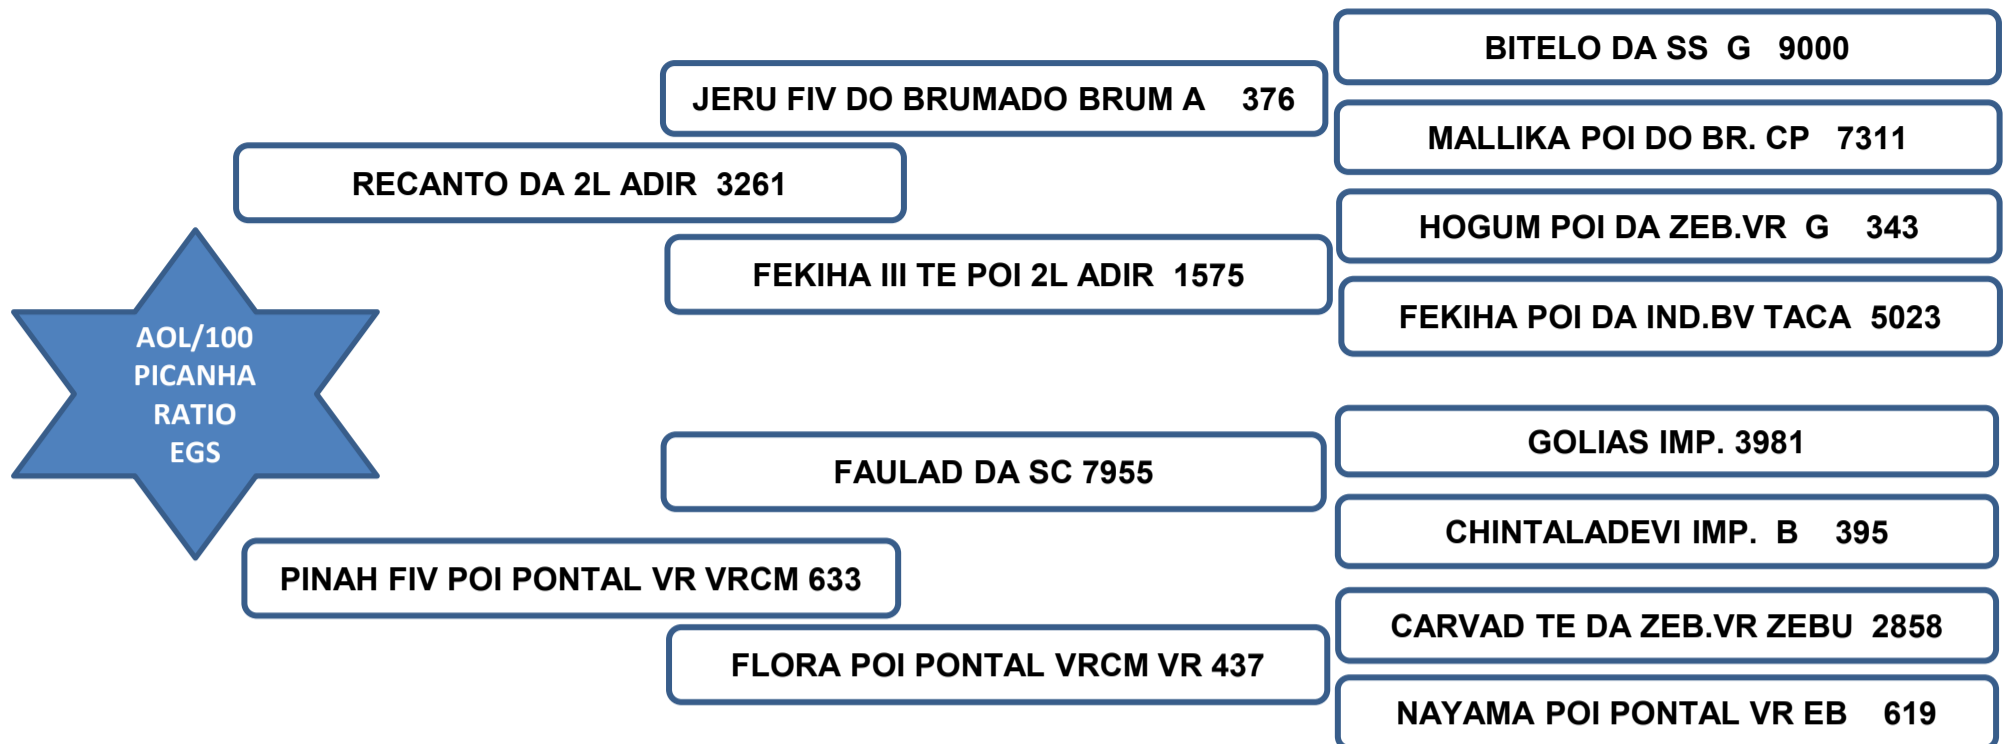 BITELO DA SS G 9000
JERU FIV DO BRUMADO BRUM A 376
MALLIKA POI DO BR. CP 7311
RECANTO DA 2L ADIR 3261
HOGUM POI DA ZEB.VR G 343
FEKIHA III TE POI 2L ADIR 1575
FEKIHA POI DA IND.BV TACA 5023
AOL/100
PICANHA
RATIO
EGS
GOLIAS IMP. 3981
FAULAD DA SC 7955
CHINTALADEVI IMP. B 395
PINAH FIV POI PONTAL VR VRCM 633
CARVAD TE DA ZEB.VR ZEBU 2858
FLORA POI PONTAL VRCM VR 437
NAYAMA POI PONTAL VR EB 619